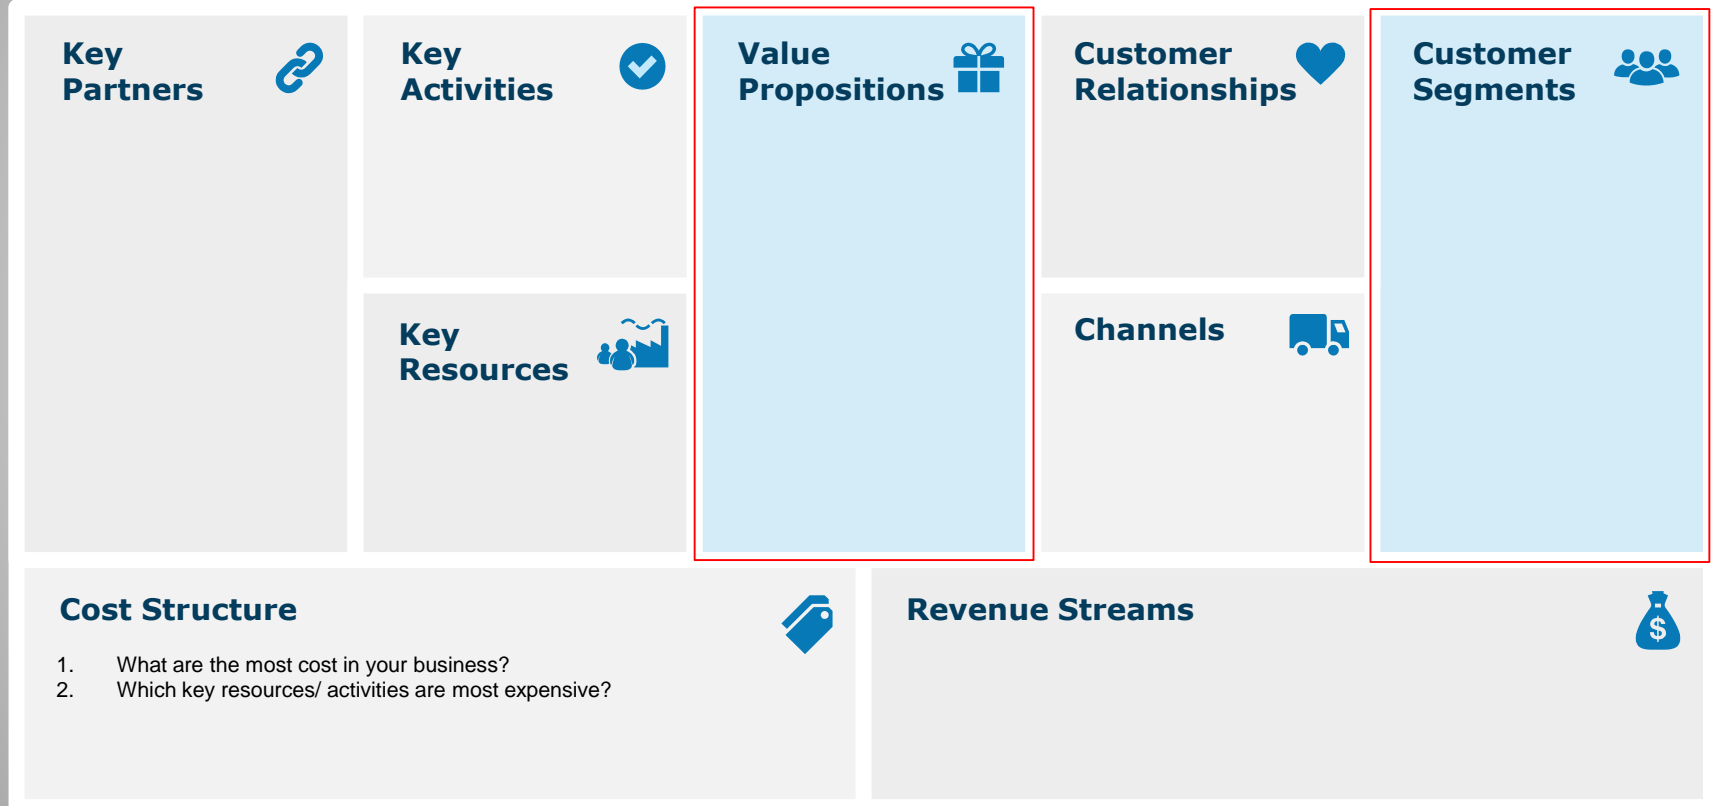 Key
Partners
Key
Activities
Value
Propositions
Customer
Relationships
Customer
Segments
Key
Resources
Channels
Cost Structure
1. What are the most cost in your business?
2. Which key resources/ activities are most expensive?
Revenue Streams
$